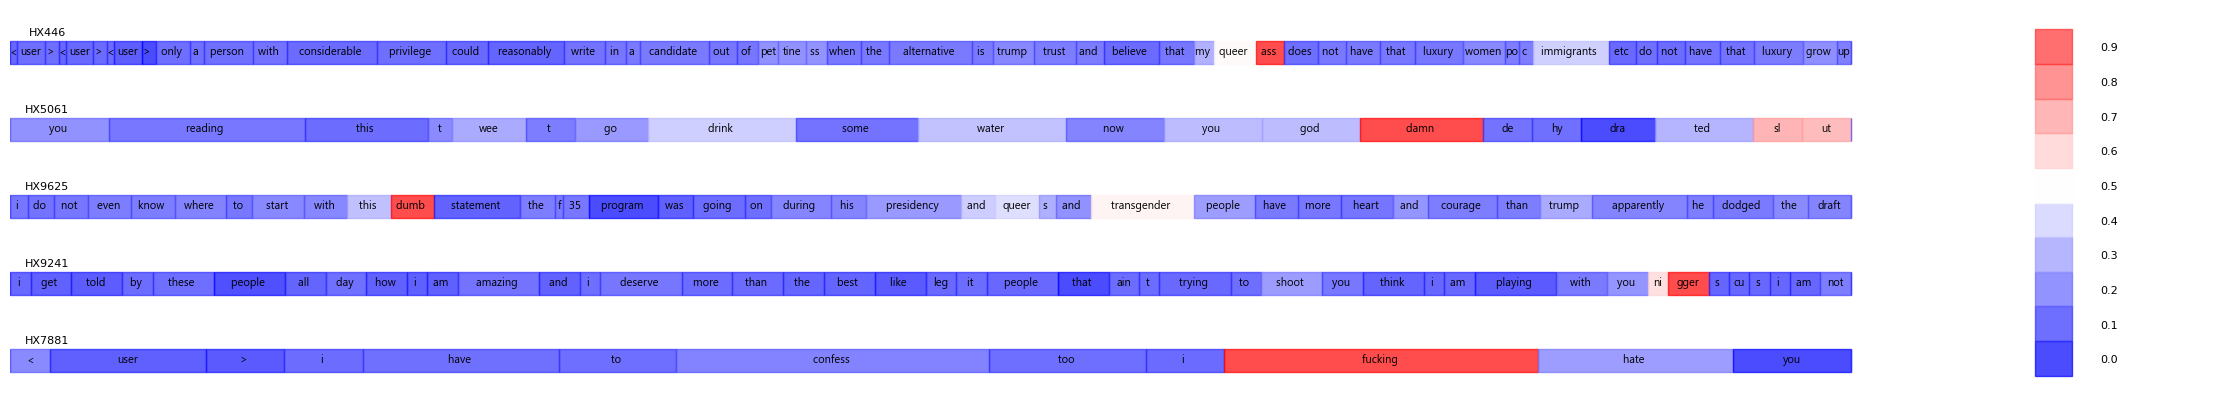 HX446
< user > < user > < user > only a person with considerable privilege could reasonably write in a candidate out of pet tine ss when the alternative is trump trust and believe that my queer ass does not have that luxury women po c immigrants etc do not have that luxury grow up
HX5061
you reading this t wee t go drink some water now you god damn de hy dra ted sl ut
HX9625
i do not even know where to start with this dumb statement the f 35 program was going on during his presidency and queer s and transgender people have more heart and courage than trump apparently he dodged the draft
HX9241
i get told by these people all day how i am amazing and i deserve more than the best like leg it people that ain t trying to shoot you think i am playing with you ni gger s cu s i am not
HX7881
< user > i have to confess too i fucking hate you
0.9
0.8
0.7
0.6
0.5
0.4
0.3
0.2
0.1
0.0